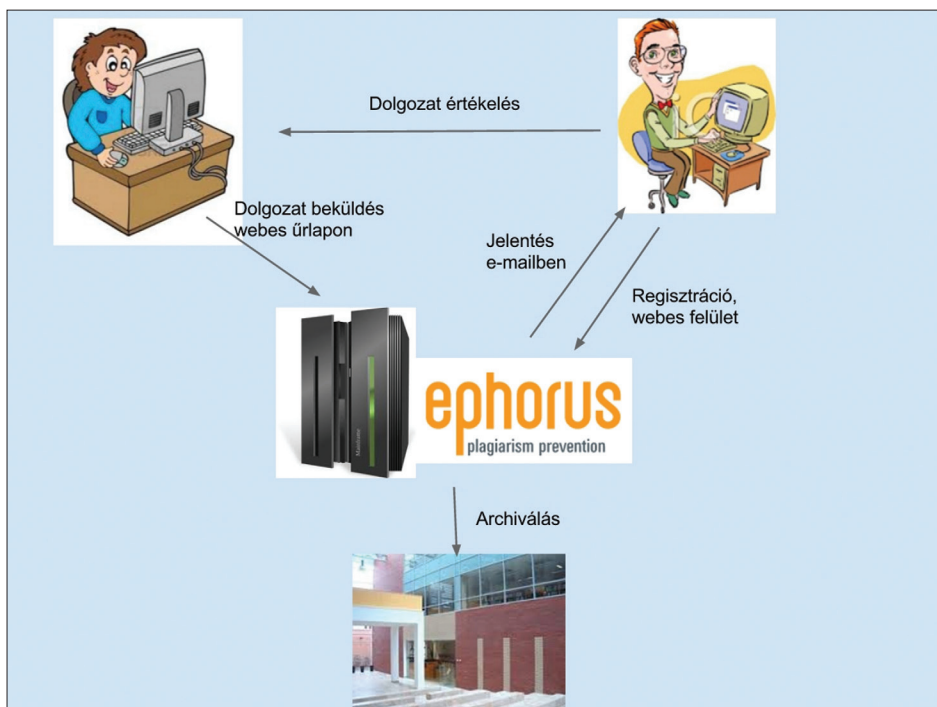 Dolgozat értékelés
Dolgozat beküldés
webes űrlapon
Jelentés
e-mailben
Regisztráció,
webes felület
ephorus
plagiarism prevention
Archiválás